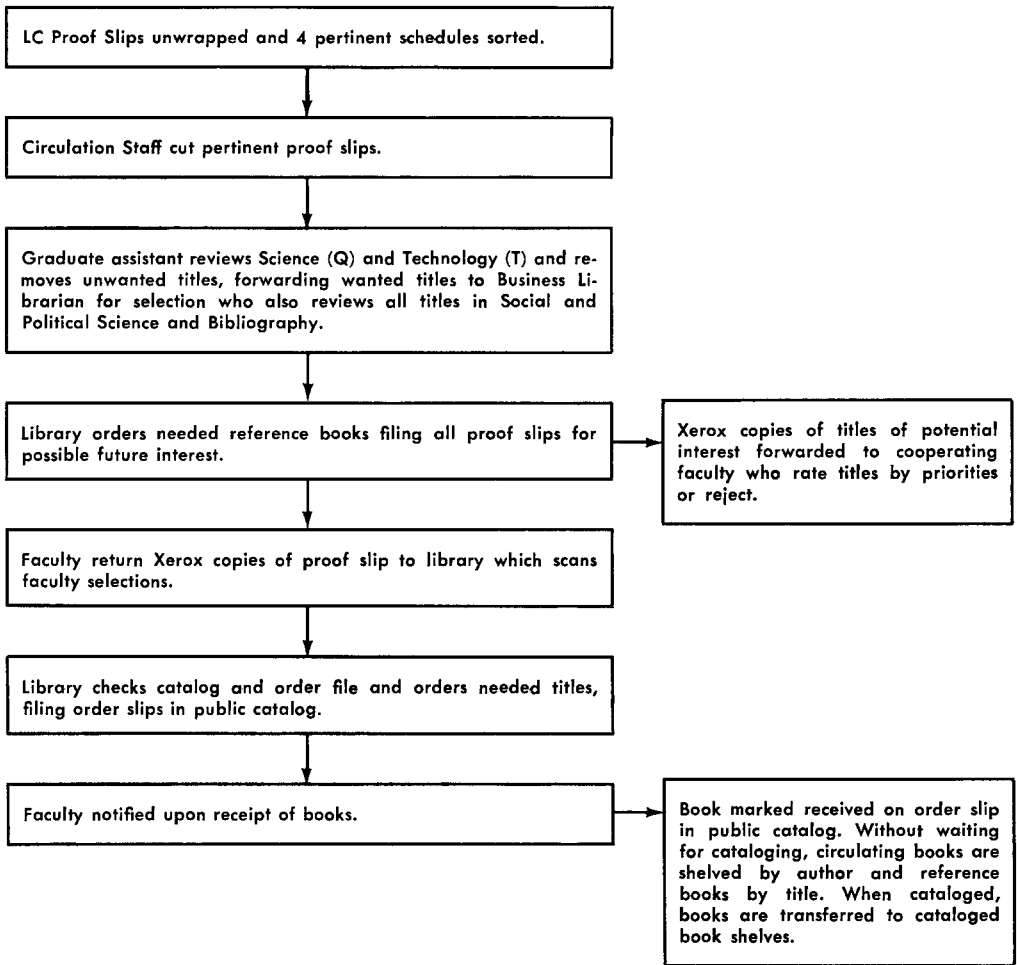 LC Proof Slips unwrapped and 4 pertinent schedules sorted.
Circulation Staff cut pertinent proof slips.
Graduate assistant reviews Science (Q) and Technology (T) and re-
moves unwanted titles, forwarding wanted titles to Business Li-
brarian for selection who also reviews all titles in Social and
Political Science and Bibliography.
Library orders needed reference books filing all proof slips for
possible future interest.
Xerox copies of titles of potential
interest forwarded to cooperating
faculty who rate titles by priorities
or reject.
Faculty return Xerox copies of proof slip to library which scans
faculty selections.
Library checks catalog and order file and orders needed titles,
filing order slips in public catalog.
Faculty notified upon receipt of books.
Book marked received on order slip
in public catalog. Without waiting
for cataloging, circulating books are
shelved by author and reference
books by title. When cataloged,
books are transferred to cataloged
book shelves.